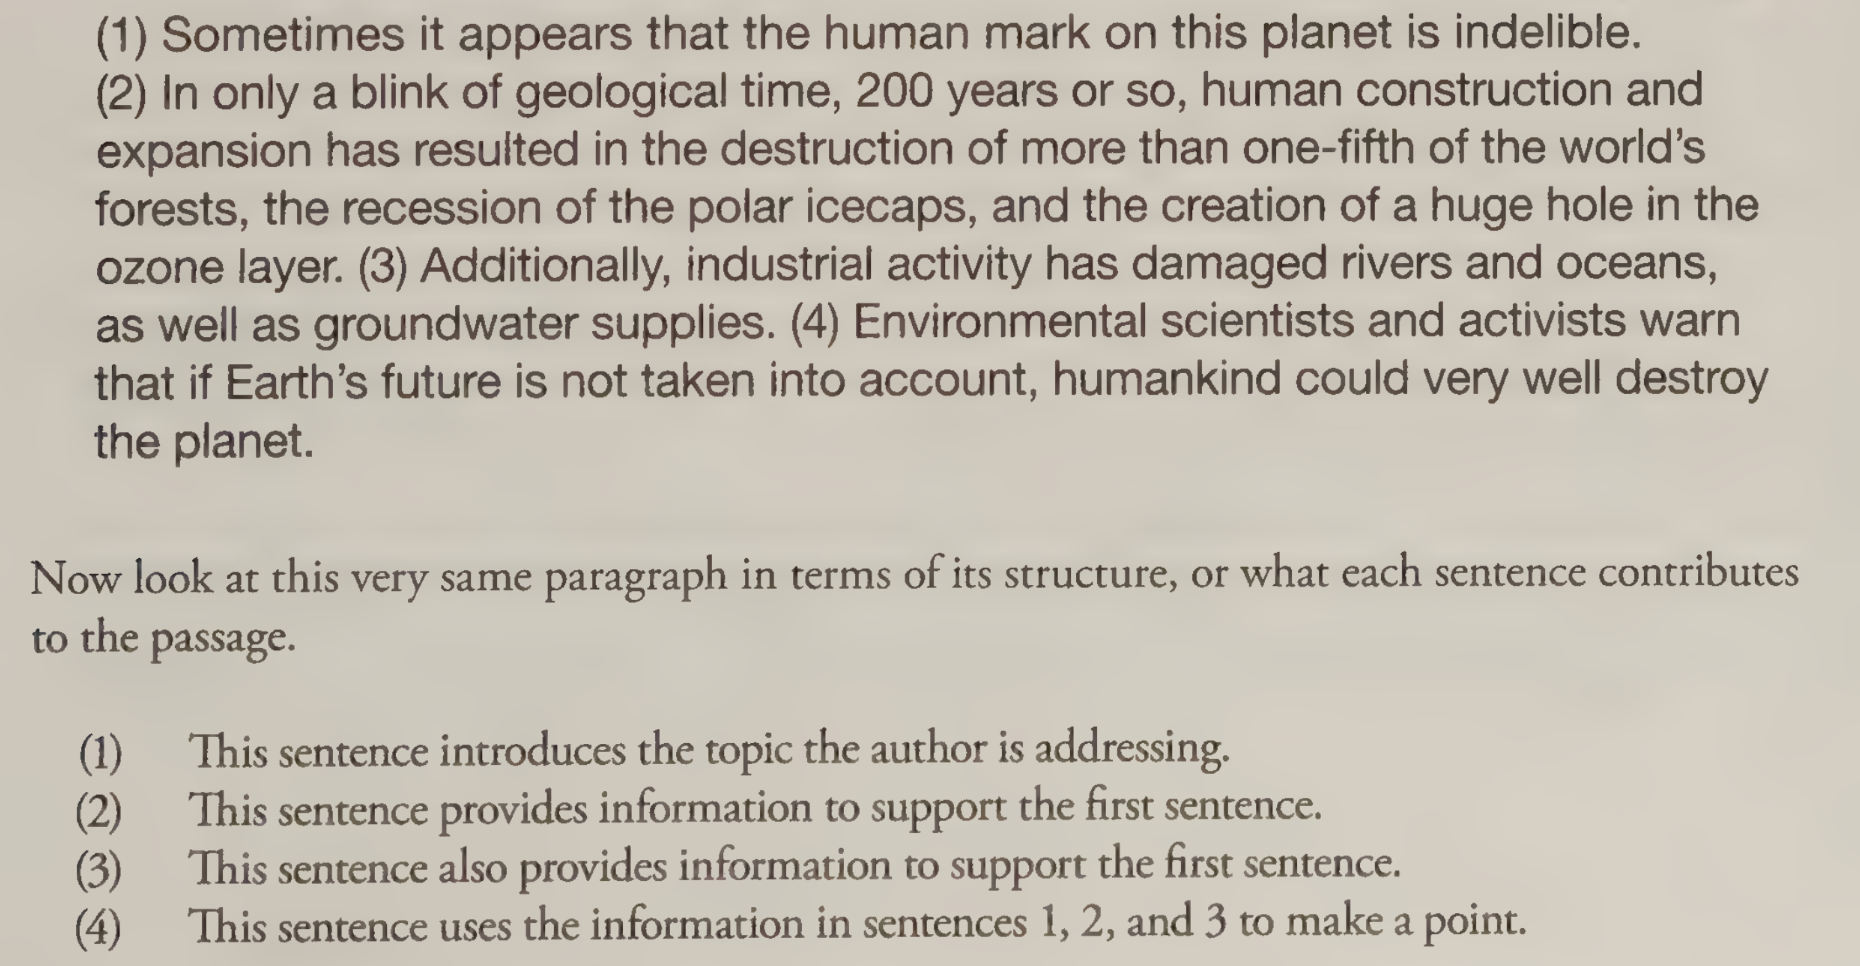 (1) Sometimes it appears that the human mark on this planet is indelible.
(2) In only a blink of geological time, 200 years or so, human construction and
expansion has resulted in the destruction of more than one-fifth of the world's
forests, the recession of the polar icecaps, and the creation of a huge hole in the
ozone layer. (3) Additionally, industrial activity has damaged rivers and oceans,
as well as groundwater supplies. (4) Environmental scientists and activists warn
that if Earth's future is not taken into account, humankind could very well destroy
the planet.
Now look at this very same paragraph in terms of its structure, or what each sentence contributes
to the passage.
(1) This sentence introduces the topic the author is addressing.
(2) This sentence provides information to support the first sentence.
(3) This sentence also provides information to support the first sentence.
(4) This sentence uses the information in sentences 1, 2, and 3 to make a point.